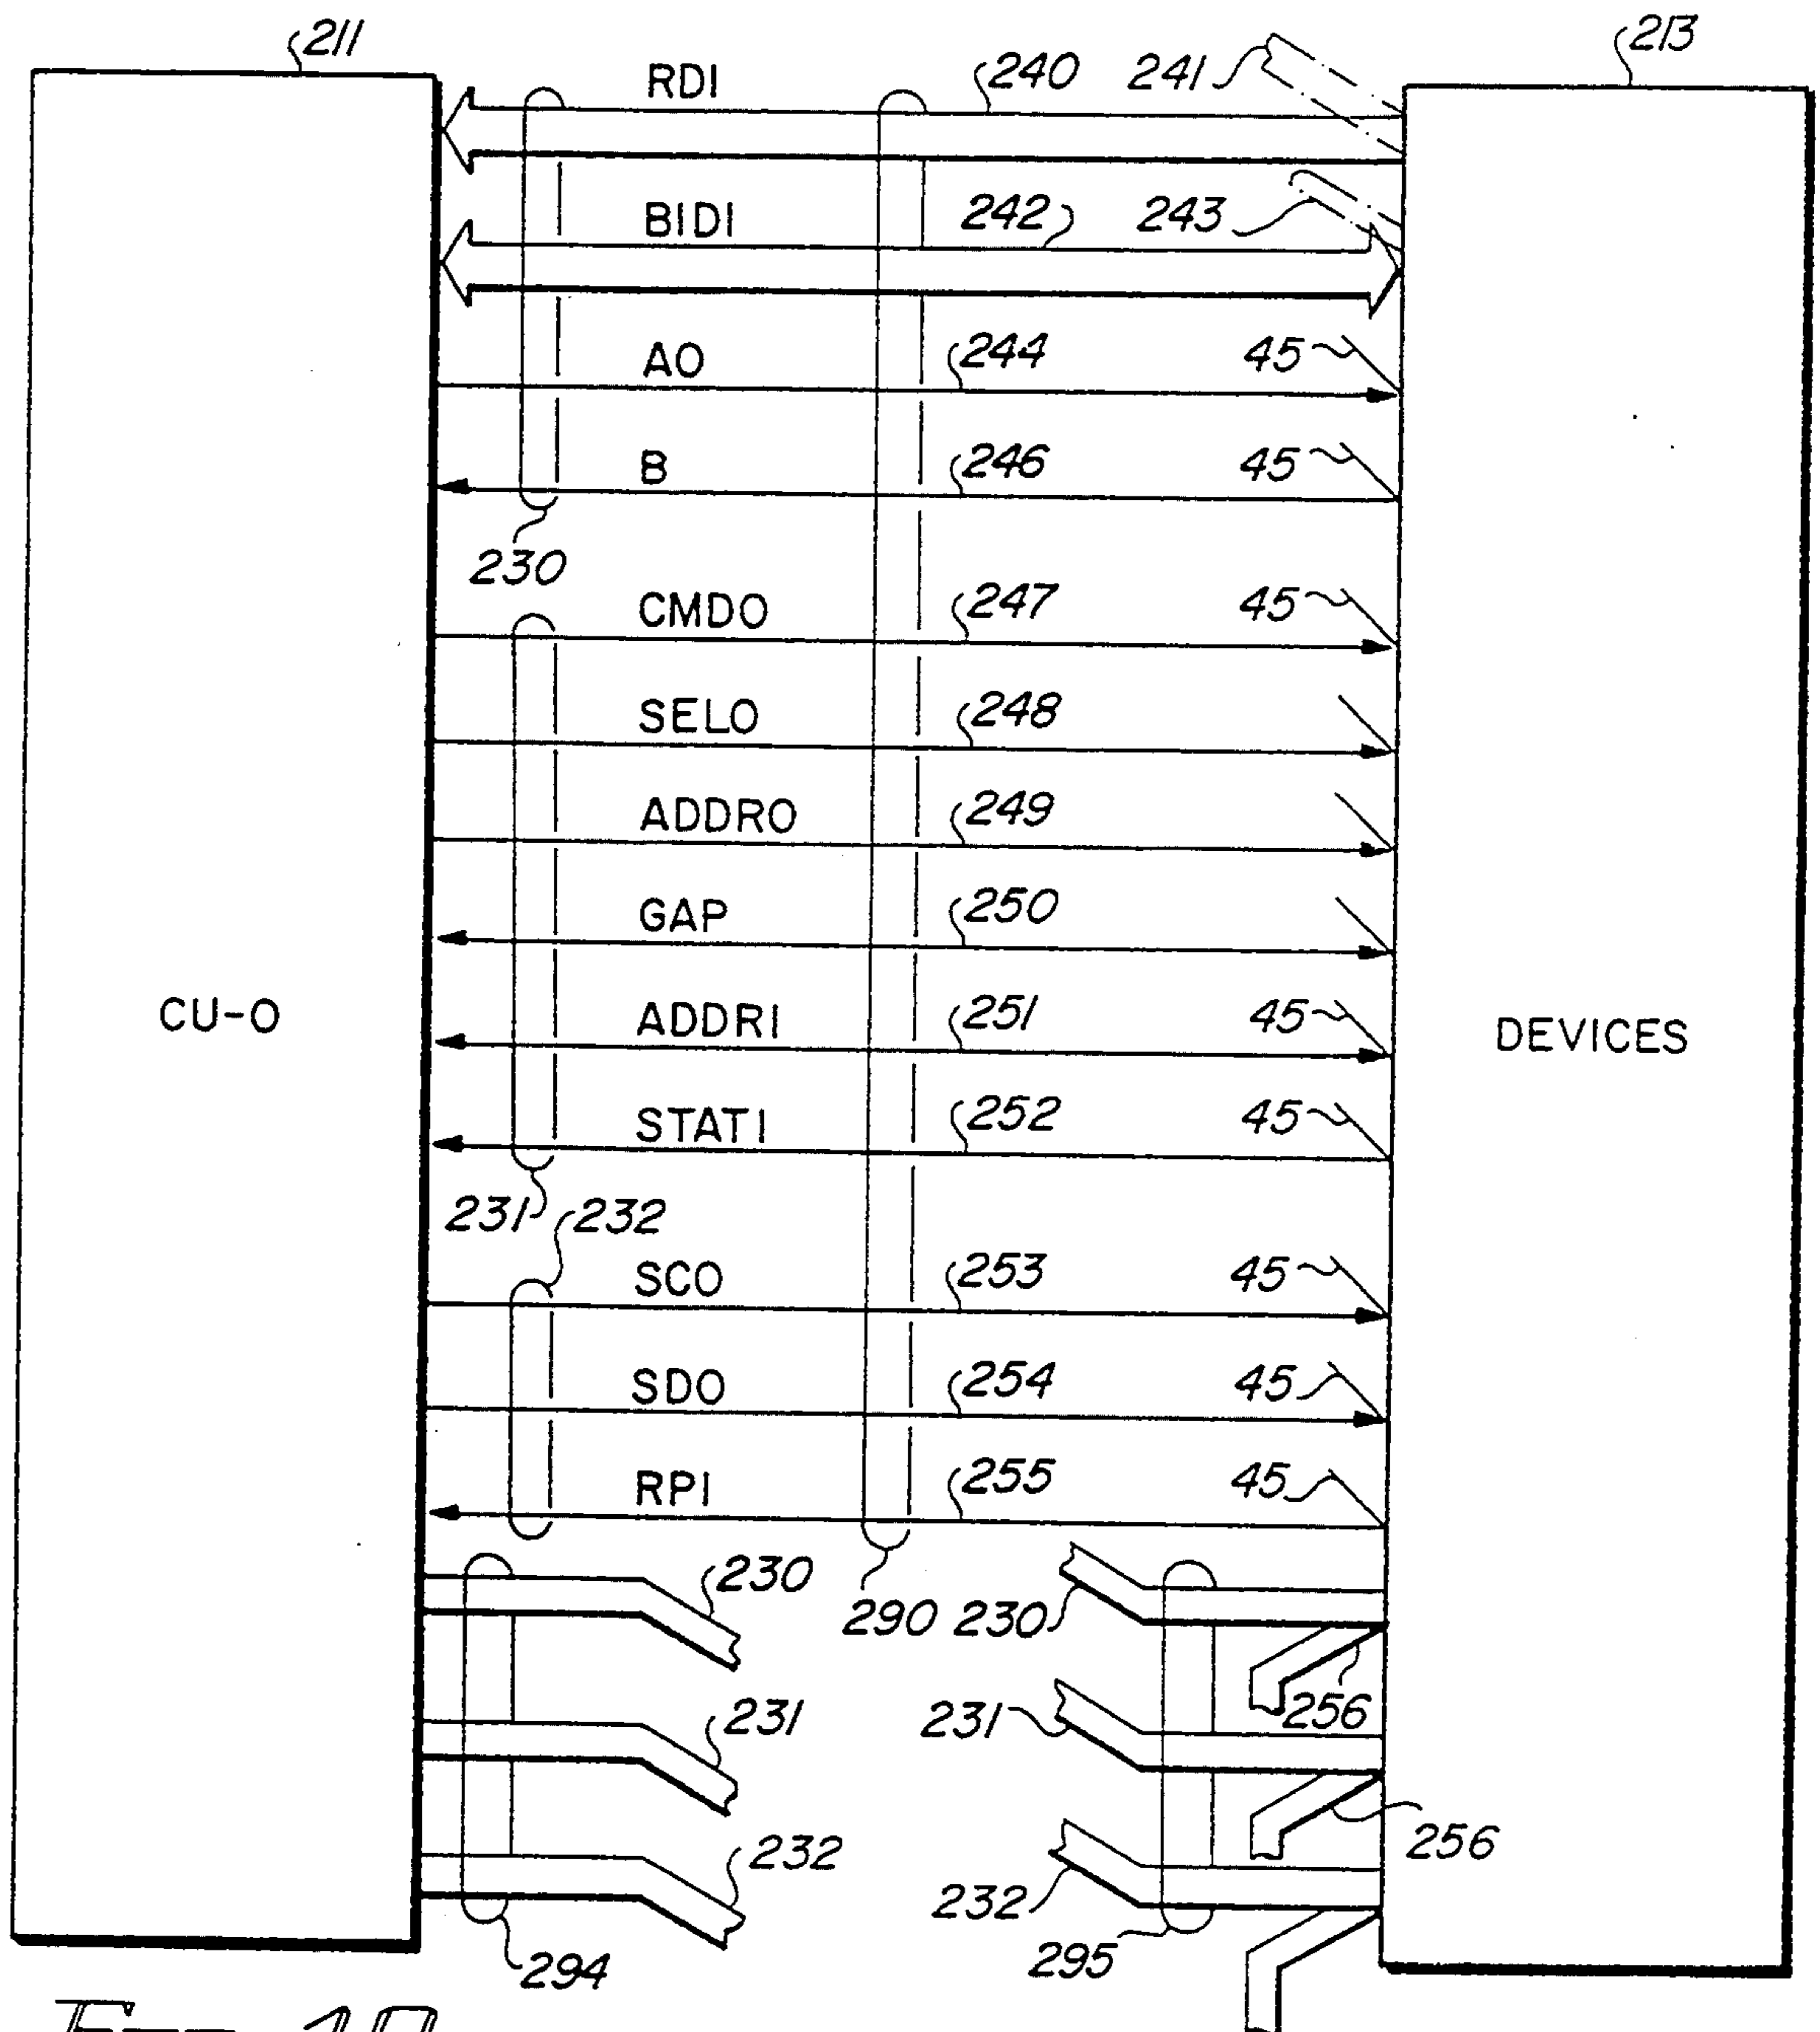 211
213
RDI
240
241
BIDI
242
243
AO
244
45
B
246
45
230
CMDO
247
45
SELO
248
ADDRO
249
GAP
250
CU-O
ADDRI
251
45
DEVICES
STATI
252
45
231
232
SCO
253
45
SDO
254
45
RPI
255
45
230
290
230
256
231
231
256
232
232
294
295